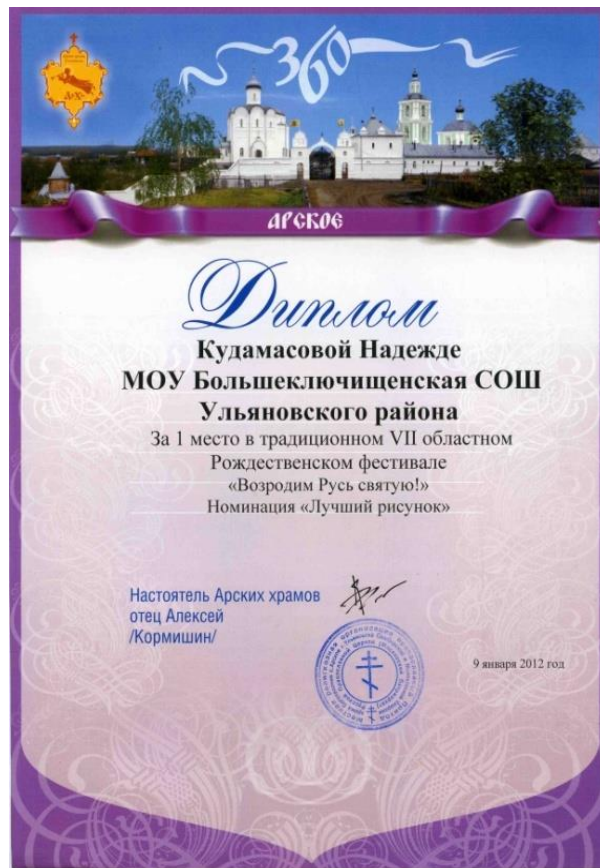 360
АРСКОЕ
Диплом
Кудамасовой Надежде
МОУ Большеключищенская СОШ
Ульяновского района
За 1 место в традиционном VII областном
Рождественском фестивале
«Возродим Русь святую!»
Номинация «Лучший рисунок»
Настоятель Арских храмов
отец Алексей
/Кормишин/
9 января 2012 год